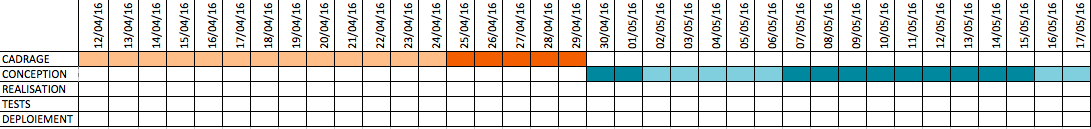 12/04/16 13/04/16 14/04/16 15/04/16 16/04/16 17/04/16 18/04/16 19/04/16 20/04/16 21/04/16 22/04/16 23/04/16 24/04/16 25/04/16 26/04/16 27/04/16 28/04/16 29/04/16 30/04/16 01/05/16 02/05/16 03/05/16 04/05/16 05/05/16 06/05/16 07/05/16 08/05/16 09/05/16 10/05/16 11/05/16 12/05/16 13/05/16 14/05/16 15/05/16 16/05/16 17/05/16
CADRAGE
CONCEPTION
REALISATION
TESTS
DEPLOIEMENT